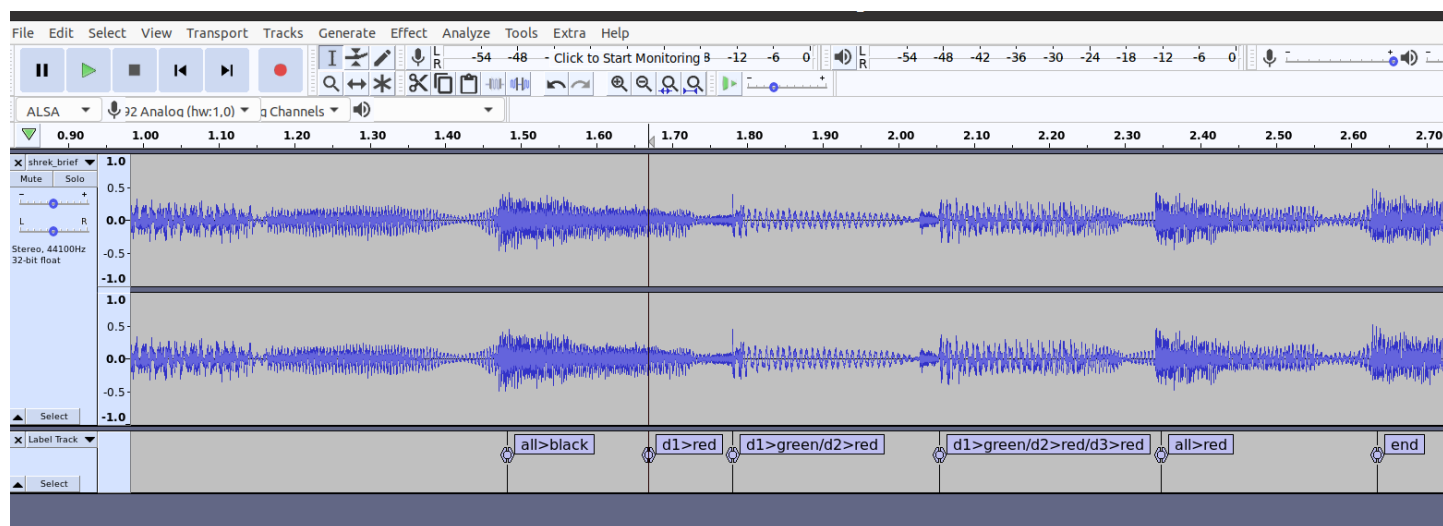 File Edit Select View Transport Tracks Generate Effect Analyze Tools Extra Help
L R -54 -48 - Click to Start Monitoring 8 -12 -6 0 L R -54 -48 -42 -36 -30 -24 -18 -12 -6 0 - + -
- +
ALSA 92 Analog (hw:1,0) Channels
0.90 1.00 1.10 1.20 1.30 1.40 1.50 1.60 1.70 1.80 1.90 2.00 2.10 2.20 2.30 2.40 2.50 2.60 2.70
x shrek_brief 1.0
Mute Solo
- + 0.5
L R 0.0
Stereo, 44100Hz -0.5
32-bit float
-1.0
1.0
0.5
0.0
-0.5
Select -1.0
x Label Track all>black d1>red d1>green/d2>red d1>green/d2>red/d3>red all>red end
Select